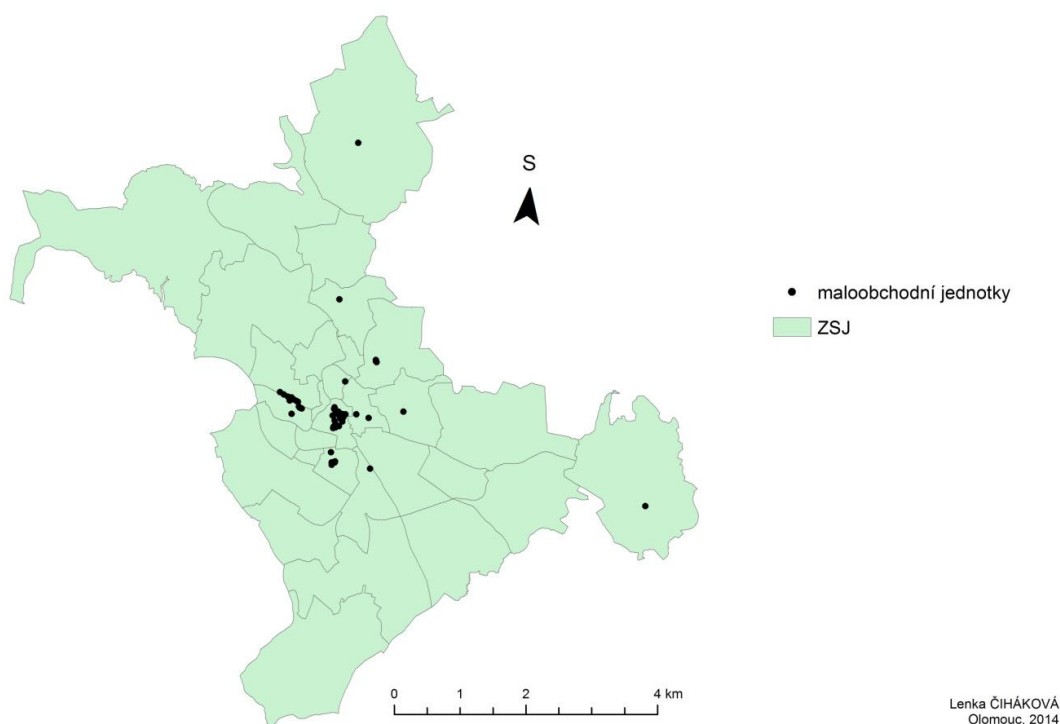 S
maloobchodní jednotky
ZSJ
0 1 2 4 km
Lenka ČIHÁKOVÁ
Olomouc, 2014